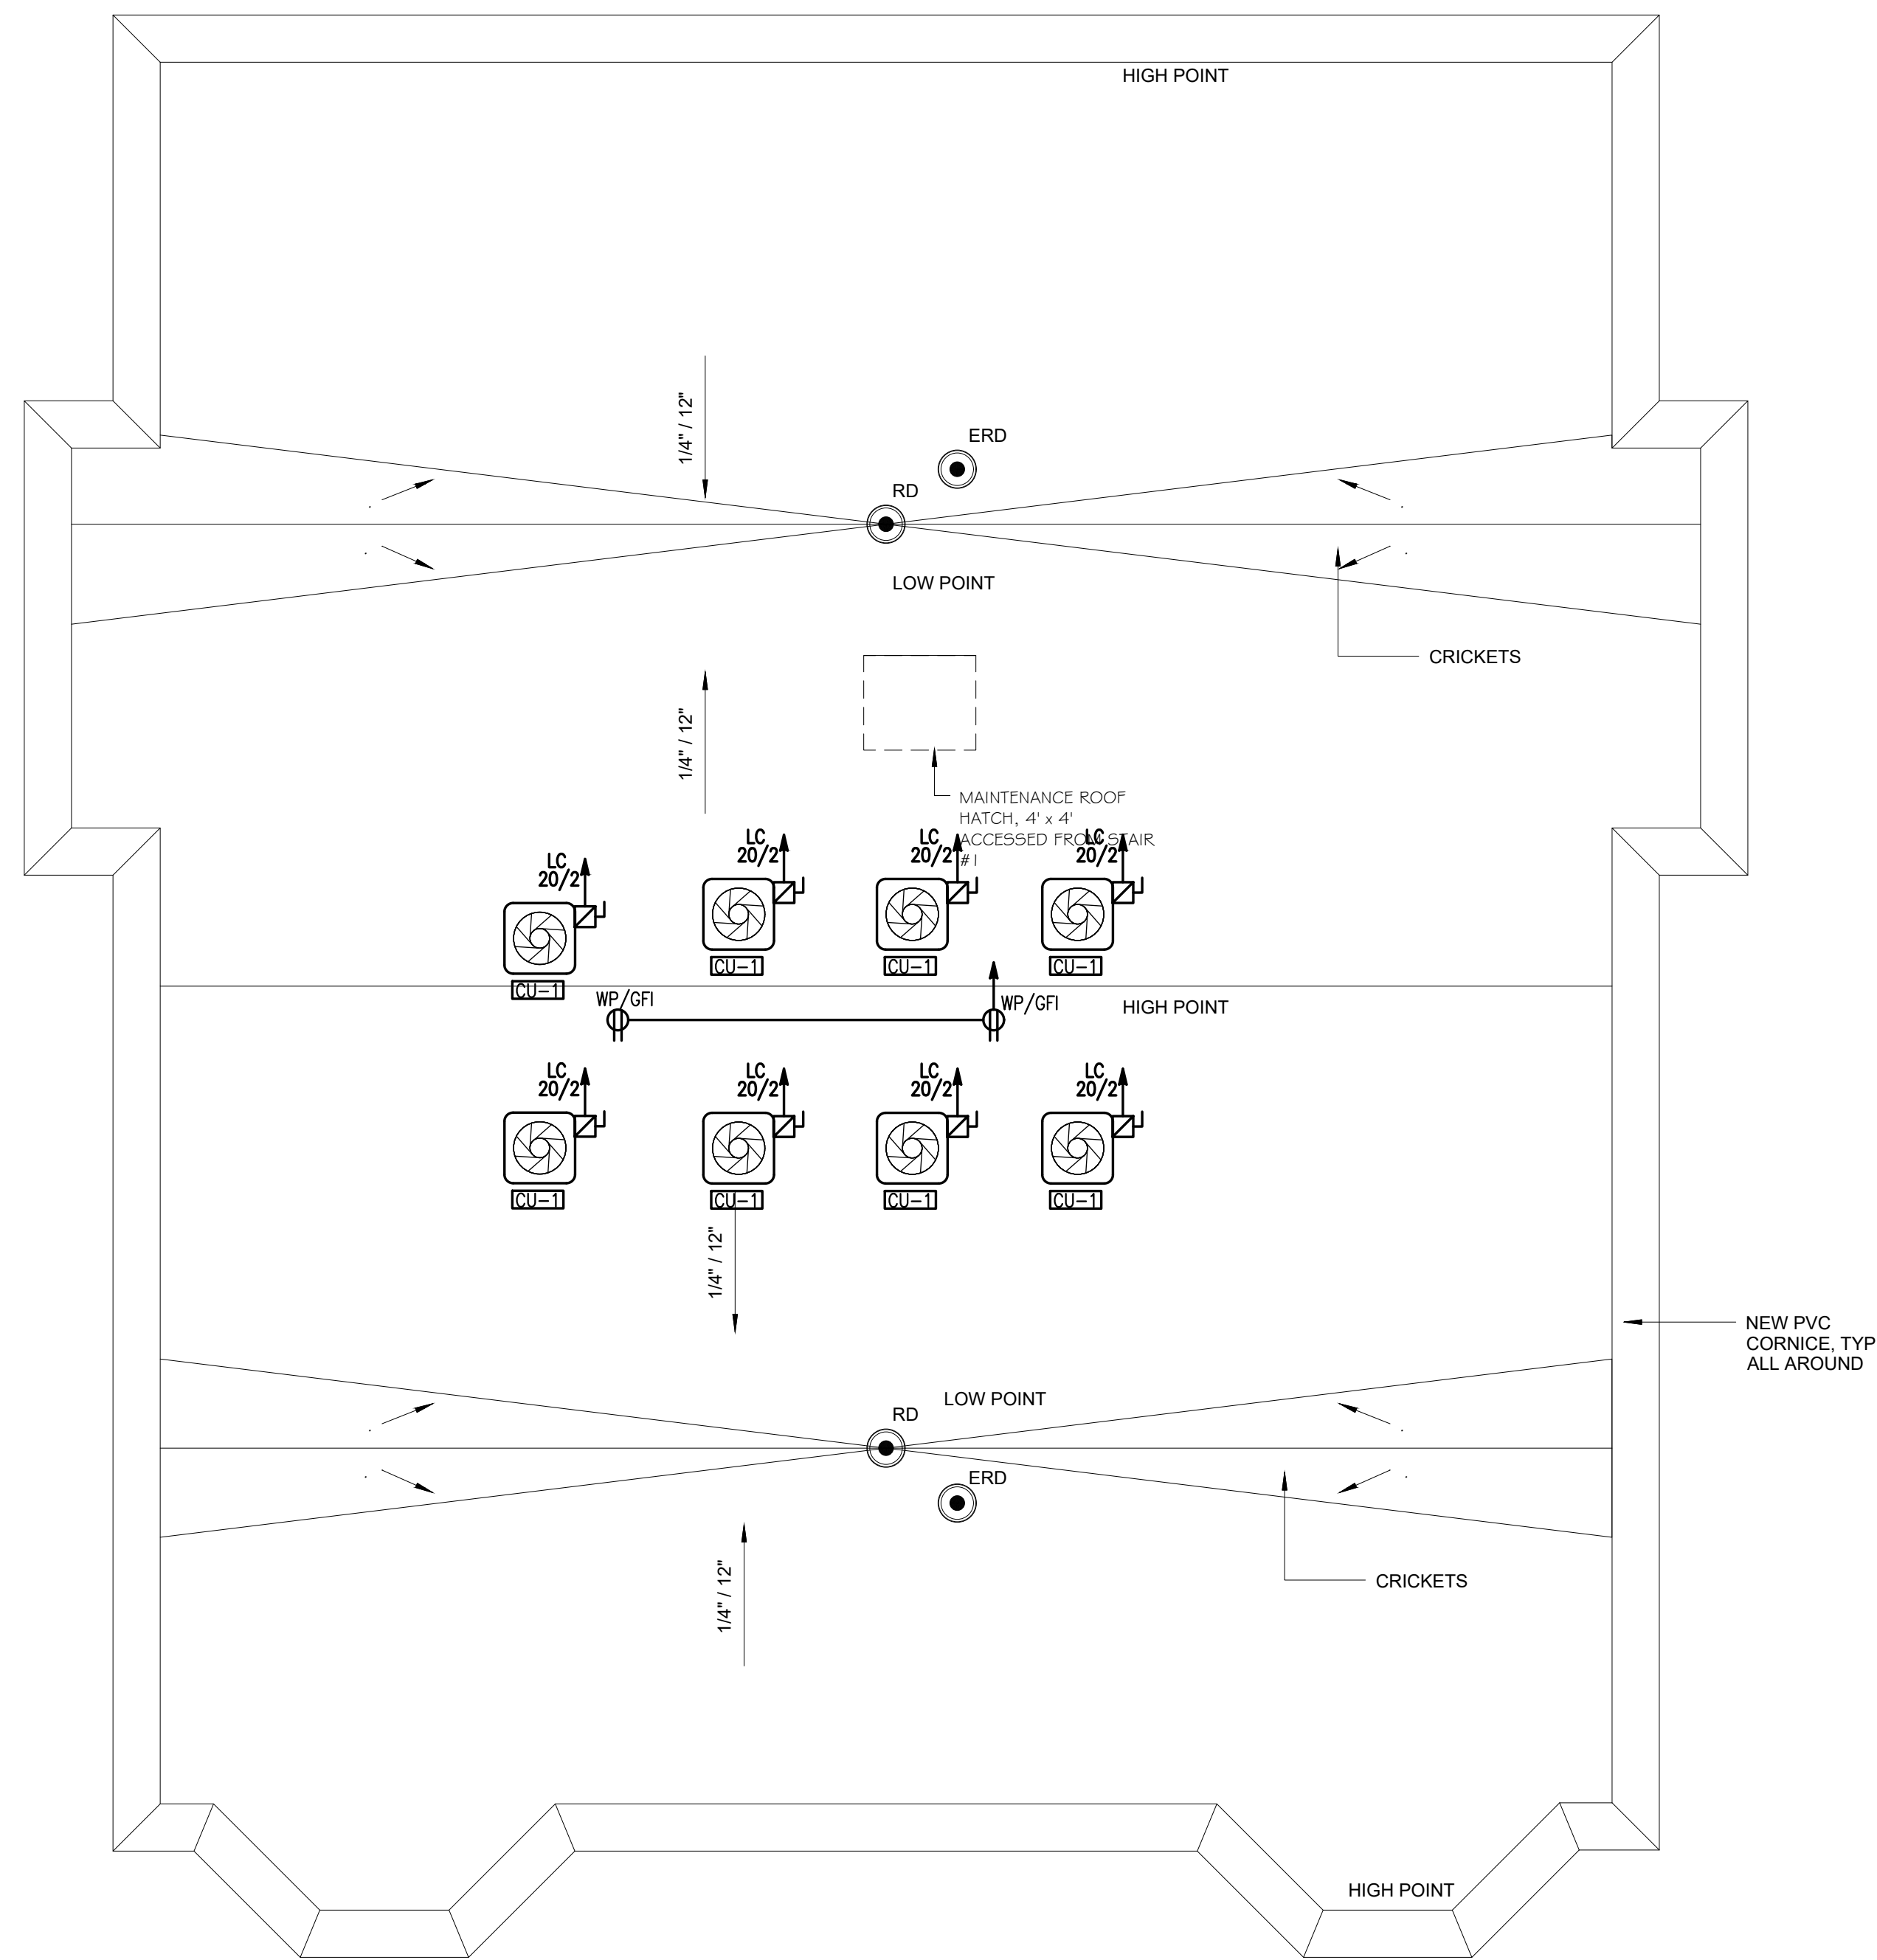 HIGH POINT
1/4" / 12"
ERD
RD
LOW POINT
CRICKETS
1/4" / 12"
MAINTENANCE ROOF
HATCH, 4' x 4'
ACCESSED FROM STAIR
#1
LC
20/2
LC
20/2
LC
20/2
LC
20/2
CU-1
CU-1
CU-1
CU-1
WP/GFI
WP/GFI
HIGH POINT
LC
20/2
LC
20/2
LC
20/2
LC
20/2
CU-1
CU-1
CU-1
CU-1
1/4" / 12"
NEW PVC
CORNICE, TYP
ALL AROUND
LOW POINT
RD
ERD
CRICKETS
1/4" / 12"
HIGH POINT